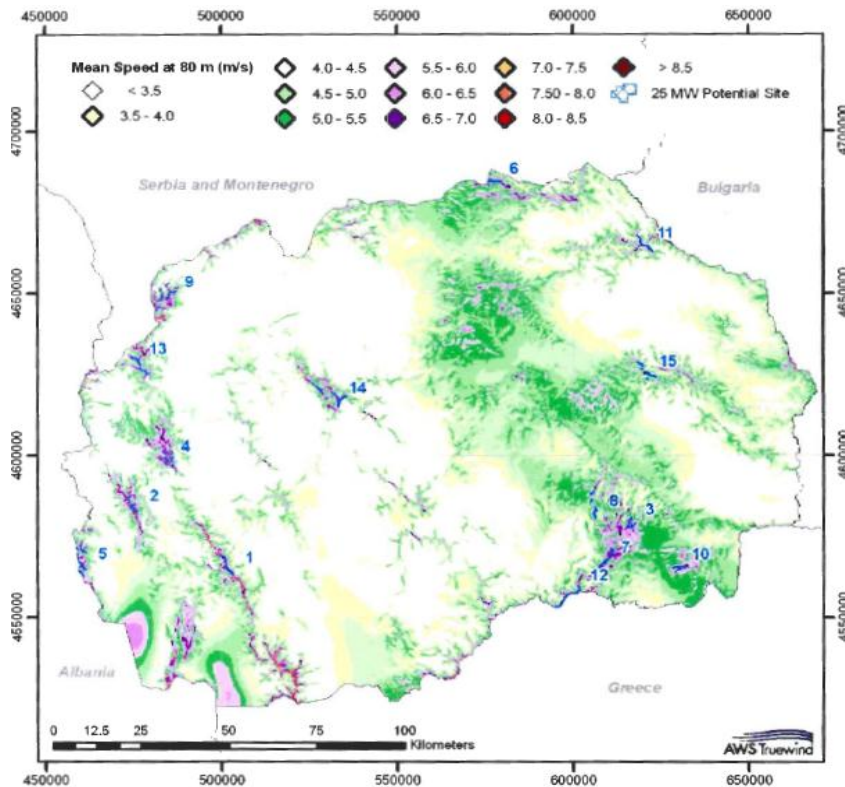 450000 500000 550000 600000 650000
Mean Speed at 80 m (m/s)
< 3.5
3.5 - 4.0
4.0 - 4.5
4.5 - 5.0
5.0 - 5.5
5.5 - 6.0
6.0 - 6.5
6.5 - 7.0
7.0 - 7.5
7.50 - 8.0
8.0 - 8.5
> 8.5
25 MW Potential Site
4700000 4700000
Serbia and Montenegro
6
Bulgaria
11
9
4650000 4650000
13
14
15
4
4600000 4600000
2
8
3
5
1
7
10
12
4550000 4550000
Albania
Greece
0 12.5 25 50 75 100
Kilometers
AWS Truewind
450000 500000 550000 600000 650000